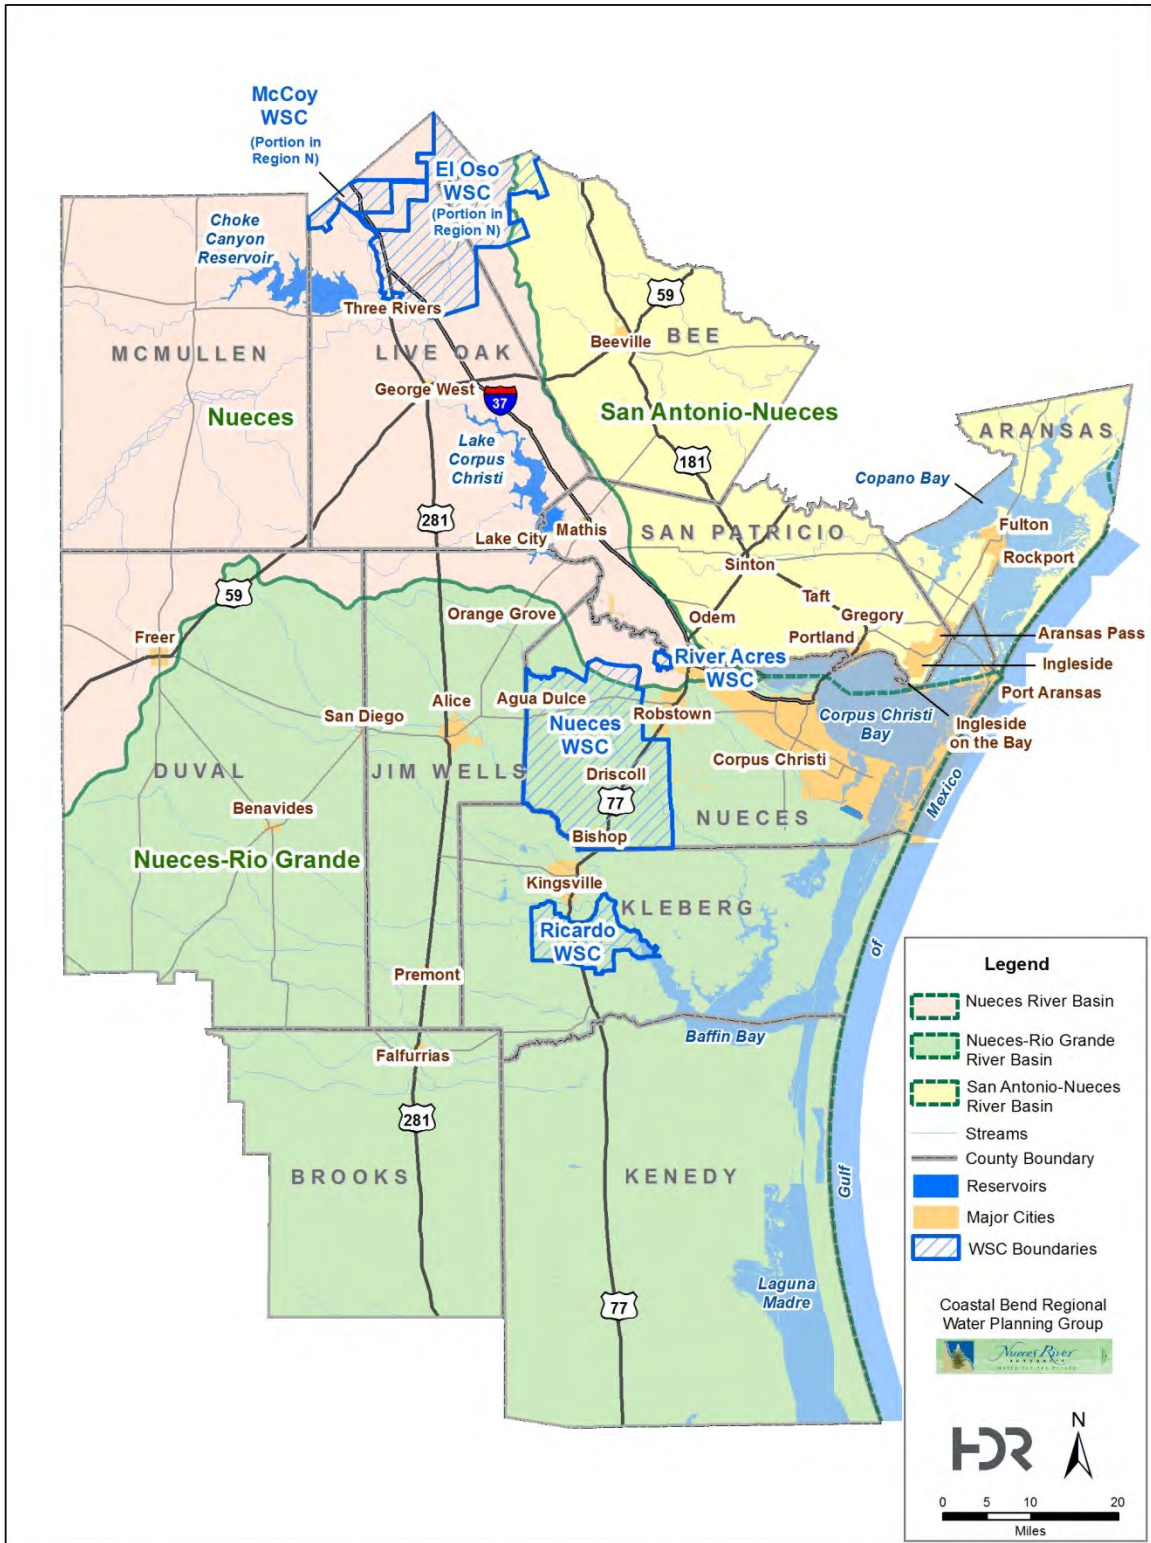 McCoy
WSC
(Portion in
Region N)
El Oso
WSC
(Portion in
Region N)
Choke
Canyon
Reservoir
Three Rivers
59
BEE
Beeville
MCMULLEN
LIVE OAK
George West
37
Nueces
San Antonio-Nueces
ARANSAS
Lake
Corpus
Christi
181
Copano Bay
281
Mathis
Lake City
SAN PATRICIO
Fulton
Rockport
Sinton
59
Taft
Orange Grove
Odem
Gregory
Freer
Portland
Aransas Pass
River Acres
WSC
Ingleside
Port Aransas
Agua Dulce
San Diego
Alice
Robstown
Nueces
WSC
Corpus Christi
Bay
Ingleside
on the Bay
Corpus Christi
DUVAL
JIM WELLS
Driscoll
77
NUECES
Benavides
Bishop
Nueces-Rio Grande
Kingsville
KLEBERG
Ricardo
WSC
Premont
Baffin Bay
Falfurrias
281
BROOKS
KENEDY
Laguna
Madre
77
Gulf
of
Mexico
Legend
Nueces River Basin
Nueces-Rio Grande
River Basin
San Antonio-Nueces
River Basin
Streams
County Boundary
Reservoirs
Major Cities
WSC Boundaries
Coastal Bend Regional
Water Planning Group
Nueces River
AUTHORITY
HDR
N
0 5 10 20
Miles